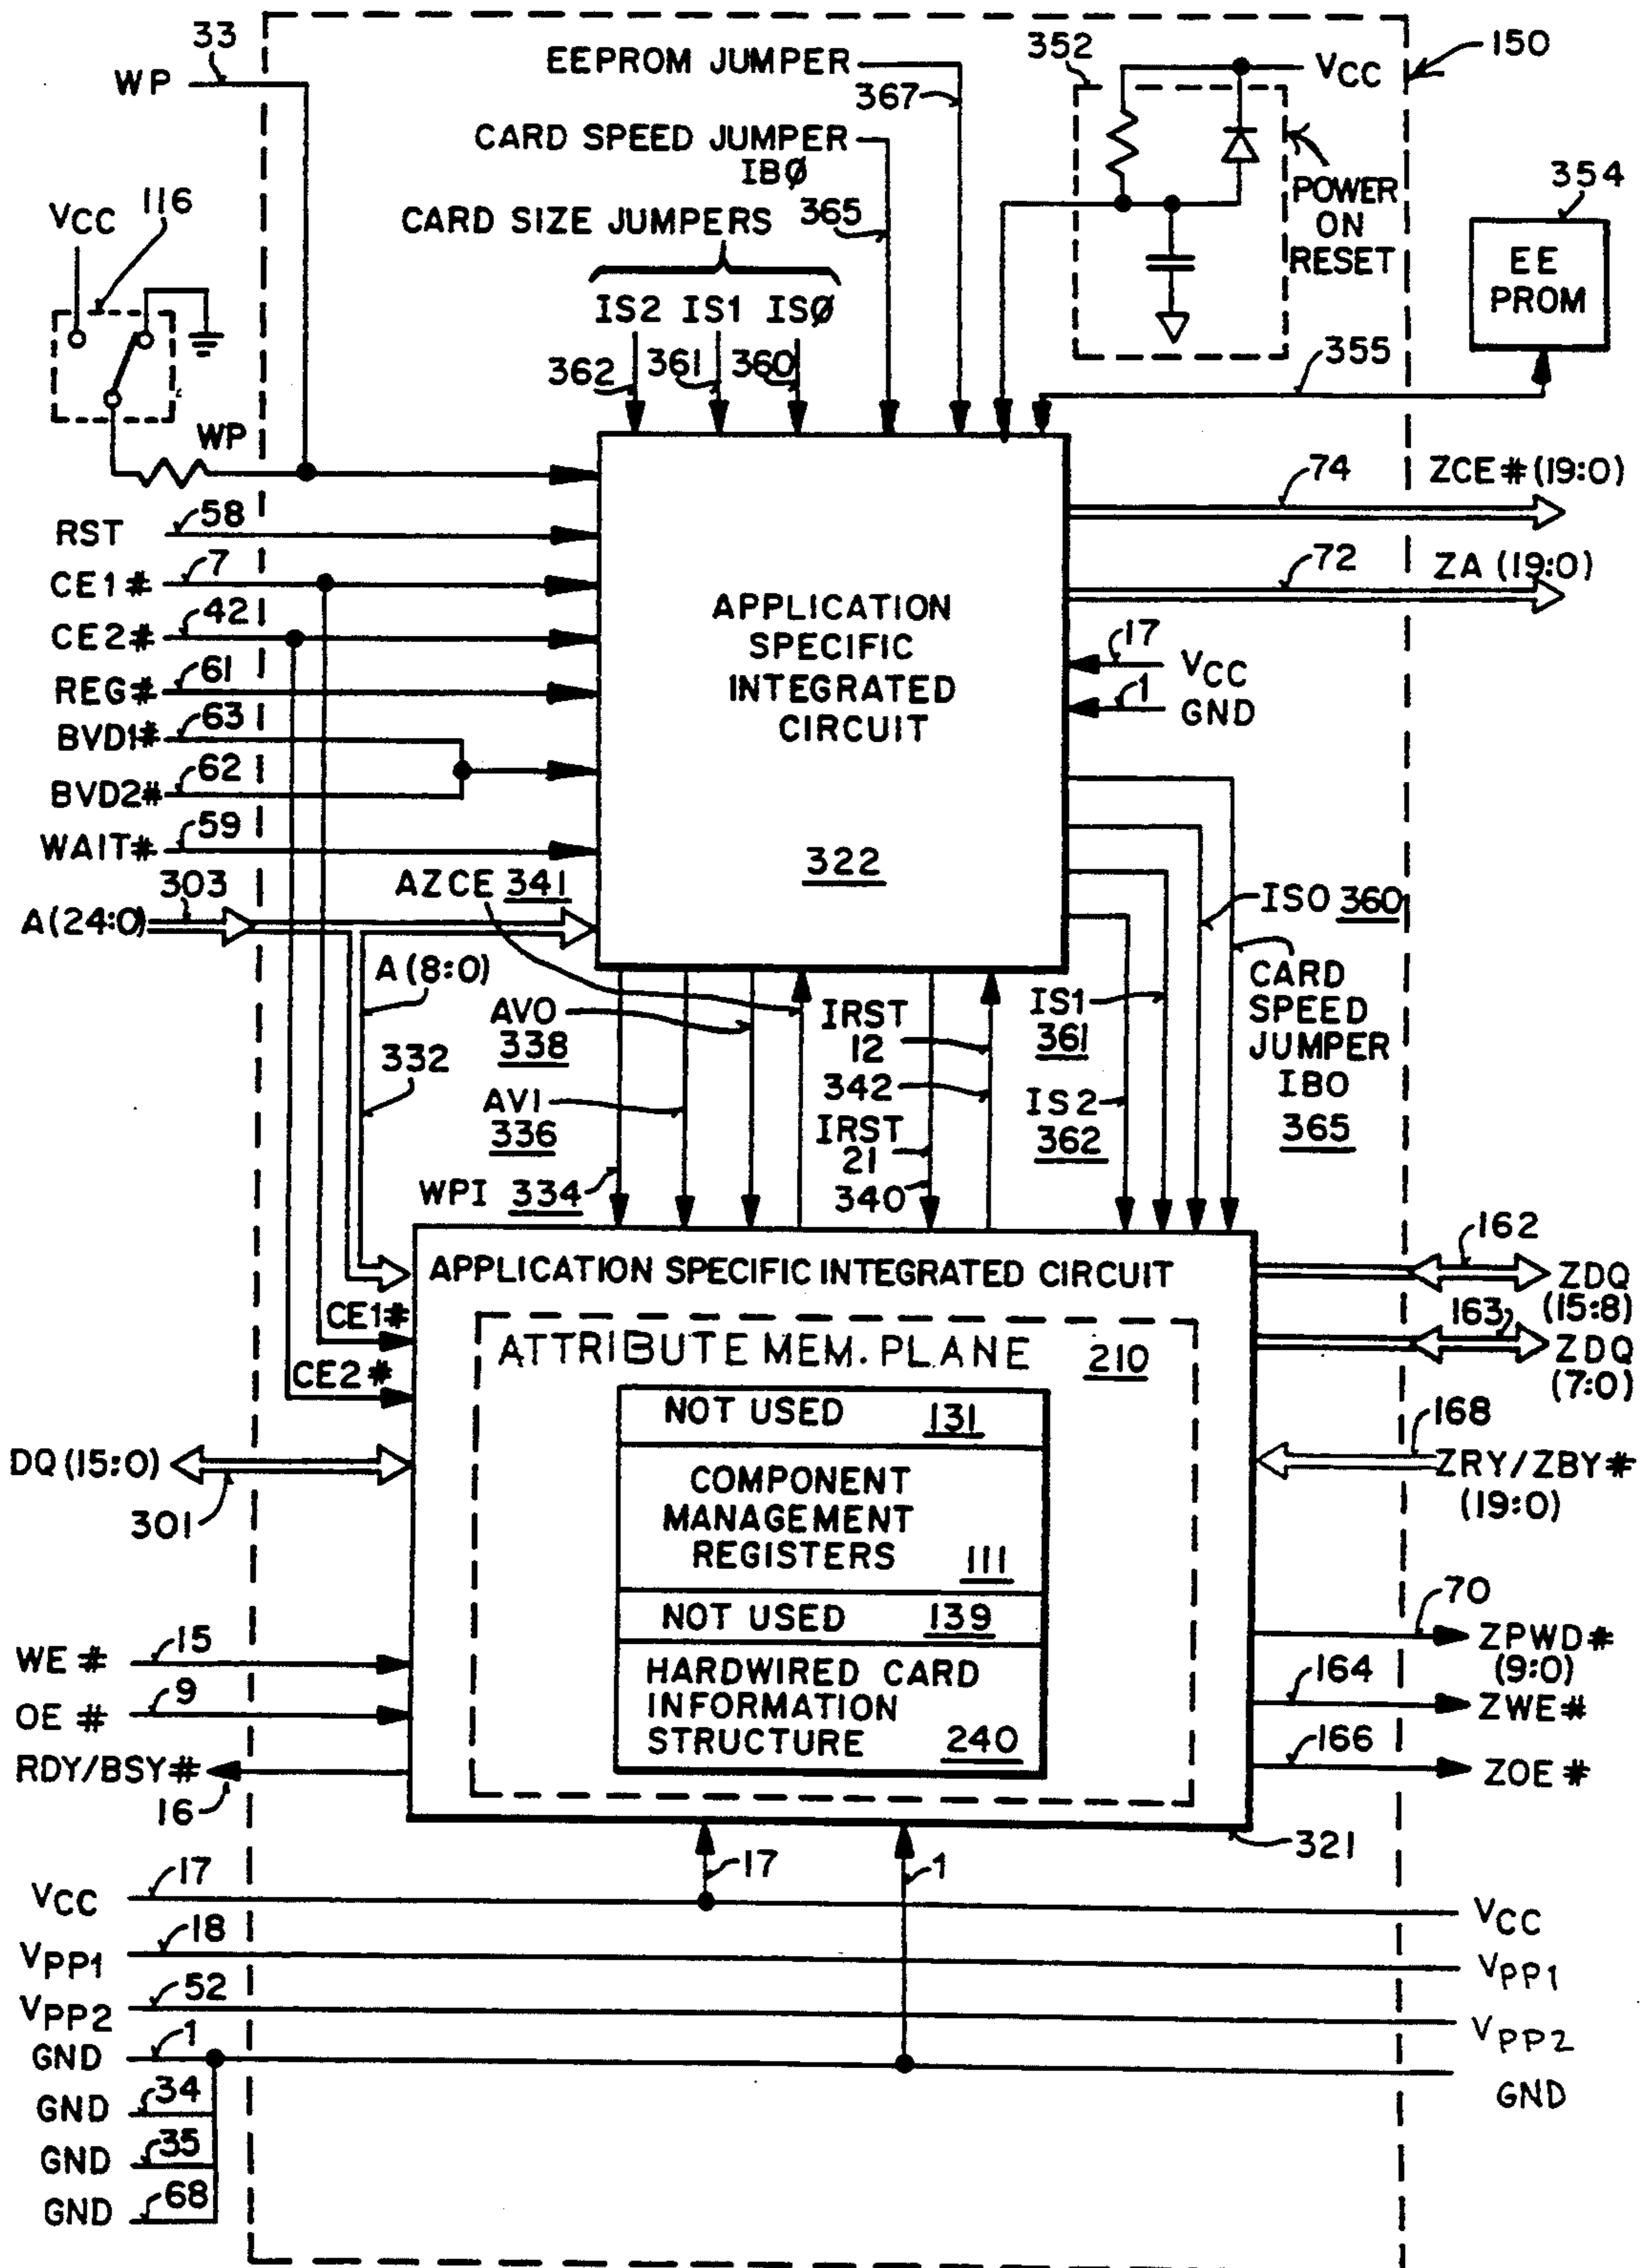 33
WP
EEPROM JUMPER
367
352
VCC
150
CARD SPEED JUMPER
IBØ
365
POWER
ON
RESET
354
EE
PROM
355
VCC
116
CARD SIZE JUMPERS
IS2 IS1 ISØ
362 361 360
WP
RST 58
CE1# 7
CE2# 42
REG# 61
BVD1# 63
BVD2# 62
WAIT# 59
A(24:0) 303
APPLICATION
SPECIFIC
INTEGRATED
CIRCUIT
322
74 ZCE#(19:0)
72 ZA (19:0)
17 VCC
1 GND
AZCE 341
A(8:0)
332
AVO
338
AVI
336
WPI 334
IRST
12
342
IRST
21
340
IS1
361
IS2
362
ISO 360
CARD
SPEED
JUMPER
IBO
365
APPLICATION SPECIFIC INTEGRATED CIRCUIT
CE1#
CE2#
ATTRIBUTE MEM. PLANE 210
NOT USED 131
COMPONENT
MANAGEMENT
REGISTERS 111
NOT USED 139
HARDWIRED CARD
INFORMATION
STRUCTURE 240
162
ZDQ
(15:8)
163
ZDQ
(7:0)
168
ZRY/ZBY#
(19:0)
DQ(15:0)
301
70
ZPWD#
(9:0)
164
ZWE#
166
ZOE#
WE# 15
OE# 9
RDY/BSY#
16
321
17
1
VCC 17
VCC
VPP1 18
VPP1
VPP2 52
VPP2
GND 1
GND
GND 34
GND 35
GND 68